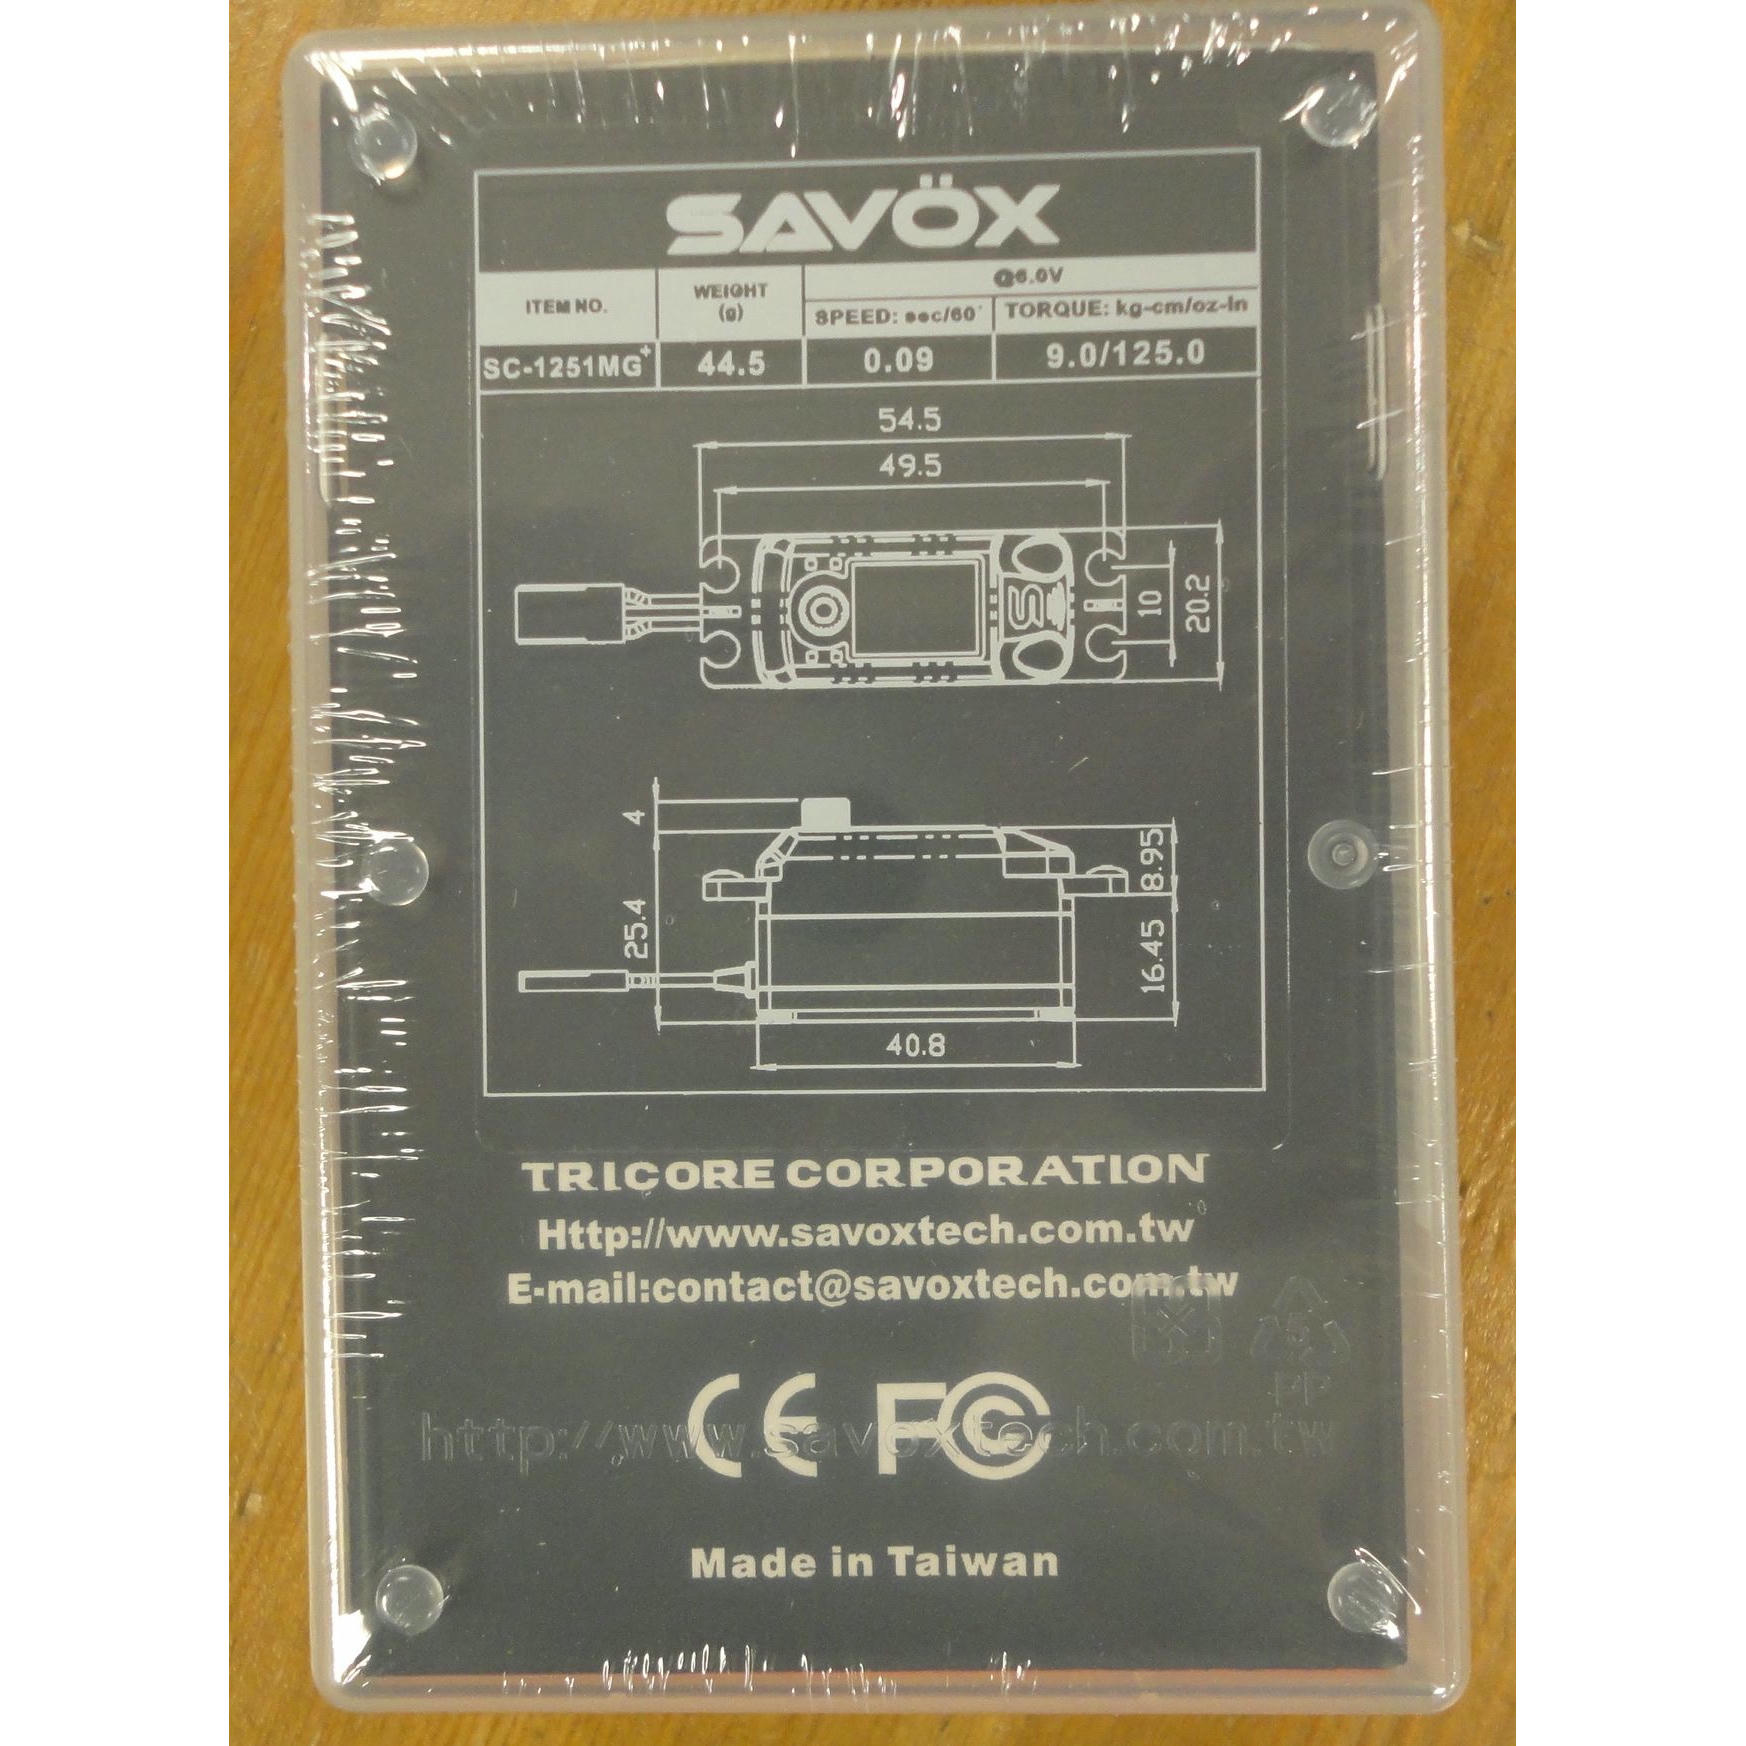 SAVÖX
ITEM NO.
WEIGHT
(g)
@6.0V
SPEED: sec/60°
TORQUE: kg-cm/oz-in
SC-1251MG+
44.5
0.09
9.0/125.0
54.5
49.5
10
20.2
4
25.4
8.95
16.45
40.8
TRICORE CORPORATION
Http://www.savoxtech.com.tw
E-mail:contact@savoxtech.com.tw
5
PP
CE FC
http://www.savoxtech.com.tw
Made in Taiwan